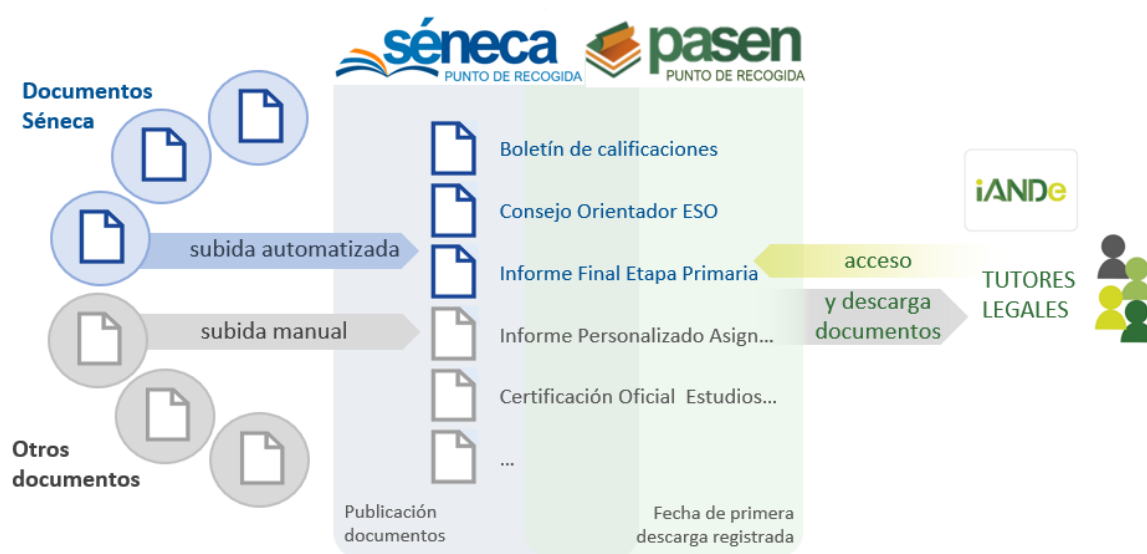 séneca
PUNTO DE RECOGIDA
pasen
PUNTO DE RECOGIDA
Documentos
Séneca
Boletín de calificaciones
Consejo Orientador ESO
subida automatizada
Informe Final Etapa Primaria
subida manual
Informe Personalizado Asign...
Certificación Oficial Estudios...
...
Otros
documentos
Publicación
documentos
Fecha de primera
descarga registrada
iANDe
acceso
y descarga
documentos
TUTORES
LEGALES